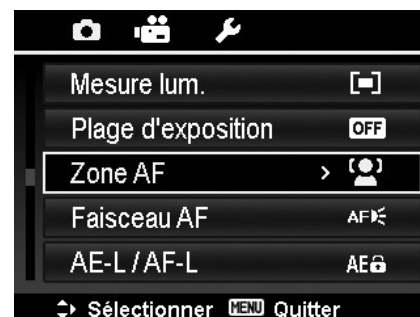 Mesure lum.
Plage d'exposition OFF
Zone AF
Faisceau AF AF
AE-L / AF-L AE
Sélectionner MENU Quitter